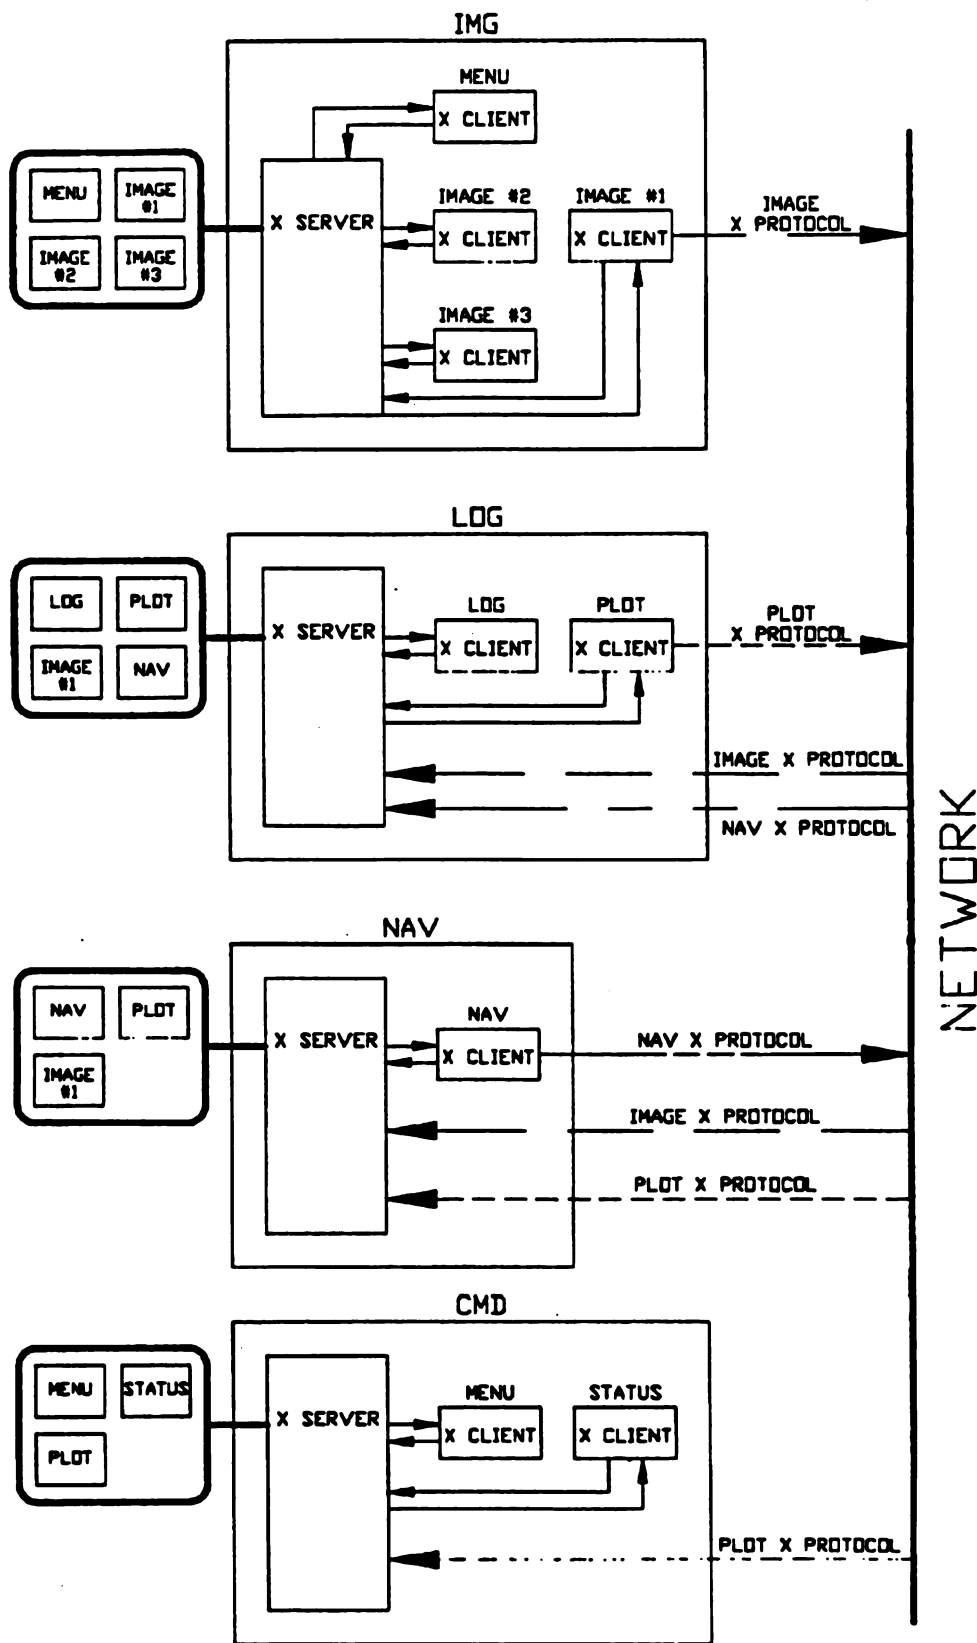 IMG
MENU
X CLIENT
MENU
IMAGE
#1
IMAGE
#2
IMAGE
#3
X SERVER
IMAGE #2
X CLIENT
IMAGE #1
X CLIENT
IMAGE
X PROTOCOL
IMAGE #3
X CLIENT
LOG
LOG
PLOT
IMAGE
#1
NAV
X SERVER
LOG
X CLIENT
PLOT
X CLIENT
PLOT
X PROTOCOL
IMAGE X PROTOCOL
NAV X PROTOCOL
NETWORK
NAV
NAV
PLOT
IMAGE
#1
X SERVER
NAV
X CLIENT
NAV X PROTOCOL
IMAGE X PROTOCOL
PLOT X PROTOCOL
CMD
MENU
STATUS
PLOT
X SERVER
MENU
X CLIENT
STATUS
X CLIENT
PLOT X PROTOCOL